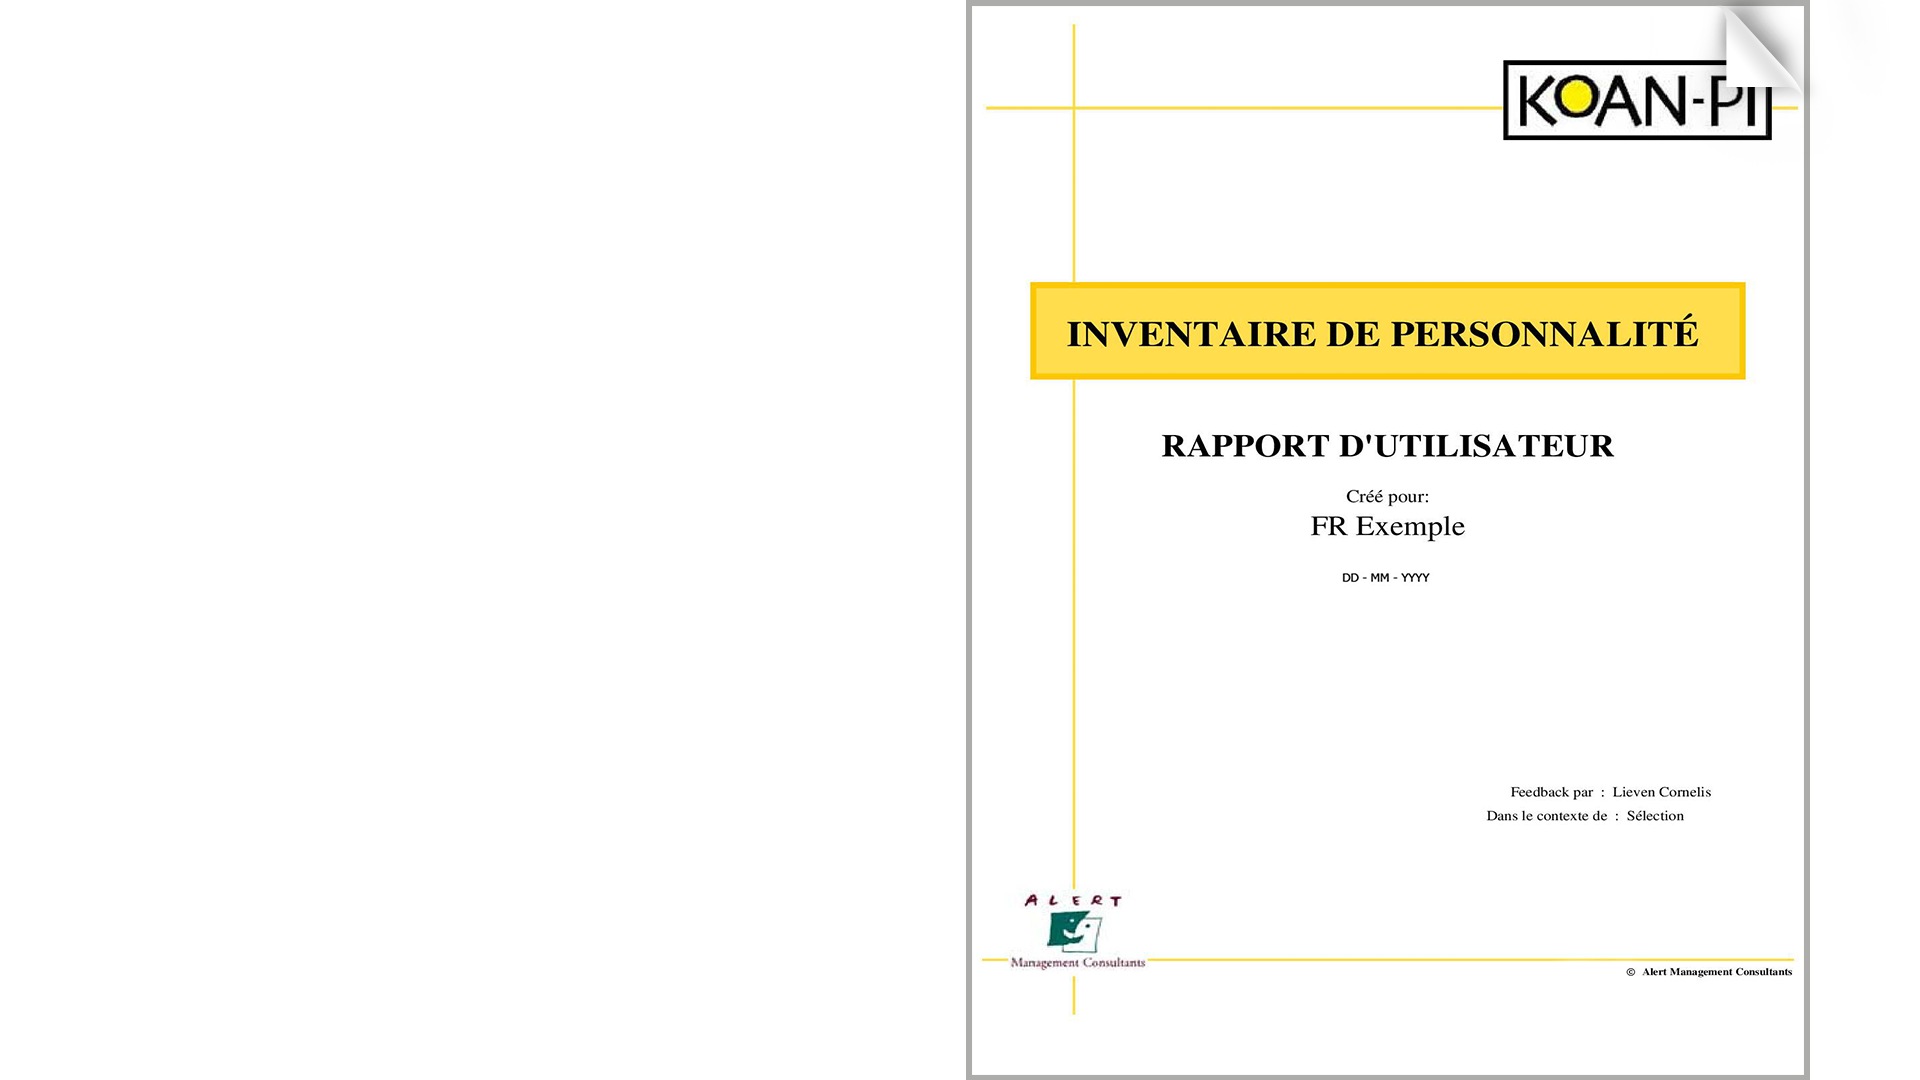 KOAN-PI
INVENTAIRE DE PERSONNALITÉ
RAPPORT D'UTILISATEUR
Créé pour:
FR Exemple
DD - MM - YYYY
Feedback par : Lieven Cornelis
Dans le contexte de : Sélection
ALERT
Management Consultants
© Alert Management Consultants